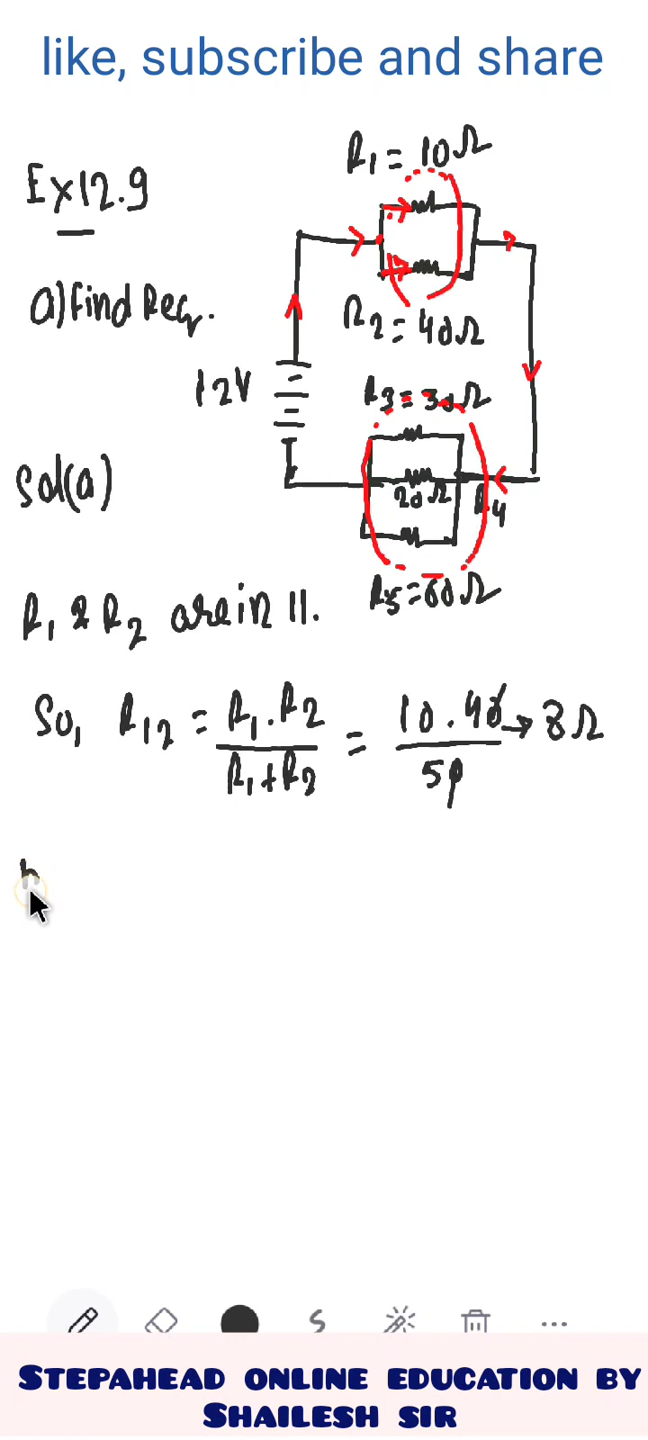 like, subscribe and share
R₁ = 10Ω
Ex12.9
a) Find Req.
R₂ = 40Ω
12V
R₃ = 30Ω
Sol(a)
20Ω R₄
R₅ = 60Ω
R₁ & R₂ are in ||.
So, R₁₂ = R₁.R₂ / R₁+R₂ = 10.40 / 50 → 8Ω
STEPAHEAD ONLINE EDUCATION BY
SHAILESH SIR